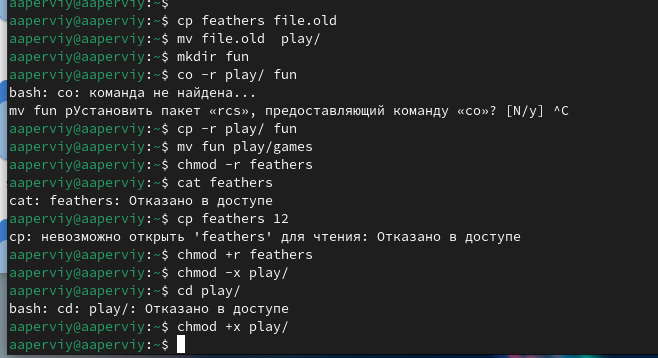 aaperviy@aaperviy:~$
aaperviy@aaperviy:~$ cp feathers file.old
aaperviy@aaperviy:~$ mv file.old  play/
aaperviy@aaperviy:~$ mkdir fun
aaperviy@aaperviy:~$ co -r play/ fun
bash: co: команда не найдена...
mv fun pУстановить пакет «rcs», предоставляющий команду «co»? [N/y] ^C
aaperviy@aaperviy:~$ cp -r play/ fun
aaperviy@aaperviy:~$ mv fun play/games
aaperviy@aaperviy:~$ chmod -r feathers
aaperviy@aaperviy:~$ cat feathers
cat: feathers: Отказано в доступе
aaperviy@aaperviy:~$ cp feathers 12
cp: невозможно открыть 'feathers' для чтения: Отказано в доступе
aaperviy@aaperviy:~$ chmod +r feathers
aaperviy@aaperviy:~$ chmod -x play/
aaperviy@aaperviy:~$ cd play/
bash: cd: play/: Отказано в доступе
aaperviy@aaperviy:~$ chmod +x play/
aaperviy@aaperviy:~$